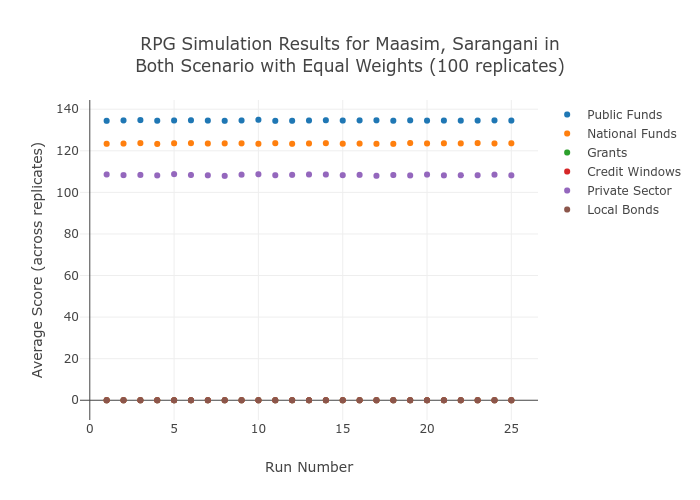 RPG Simulation Results for Maasim, Sarangani in
Both Scenario with Equal Weights (100 replicates)
Average Score (across replicates)
140
120
100
80
60
40
20
0
0
5
10
15
20
25
Run Number
Public Funds
National Funds
Grants
Credit Windows
Private Sector
Local Bonds